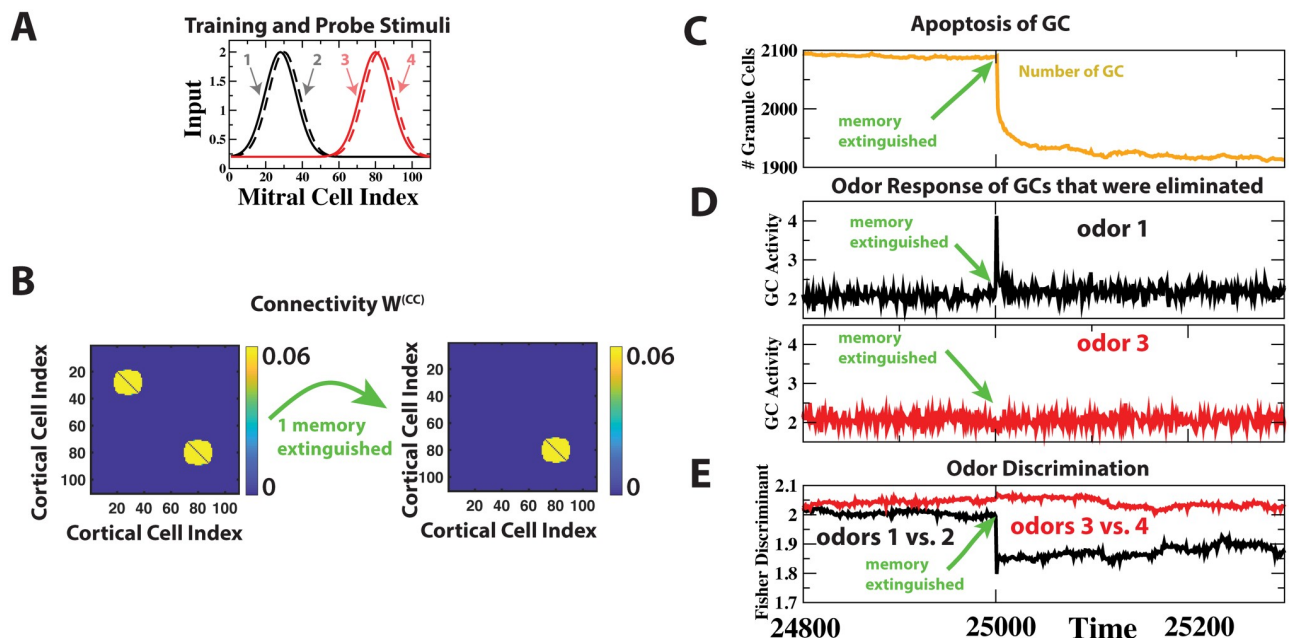 A
Training and Probe Stimuli
2
1.5
1
0.5
0
Input
1
2
3
4
0 20 40 60 80 100
Mitral Cell Index
B
Connectivity W(CC)
Cortical Cell Index
20
40
60
80
100
20 40 60 80 100
Cortical Cell Index
0.06
0
1 memory
extinguished
Cortical Cell Index
20
40
60
80
100
20 40 60 80 100
Cortical Cell Index
0.06
0
C
Apoptosis of GC
# Granule Cells
2100
2000
1900
Number of GC
memory
extinguished
D
Odor Response of GCs that were eliminated
GC Activity
4
3
2
memory
extinguished
odor 1
GC Activity
4
3
2
memory
extinguished
odor 3
E
Odor Discrimination
Fisher Discriminant
2.1
2
1.9
1.8
1.7
odors 1 vs. 2
odors 3 vs. 4
memory
extinguished
24800 25000 Time 25200